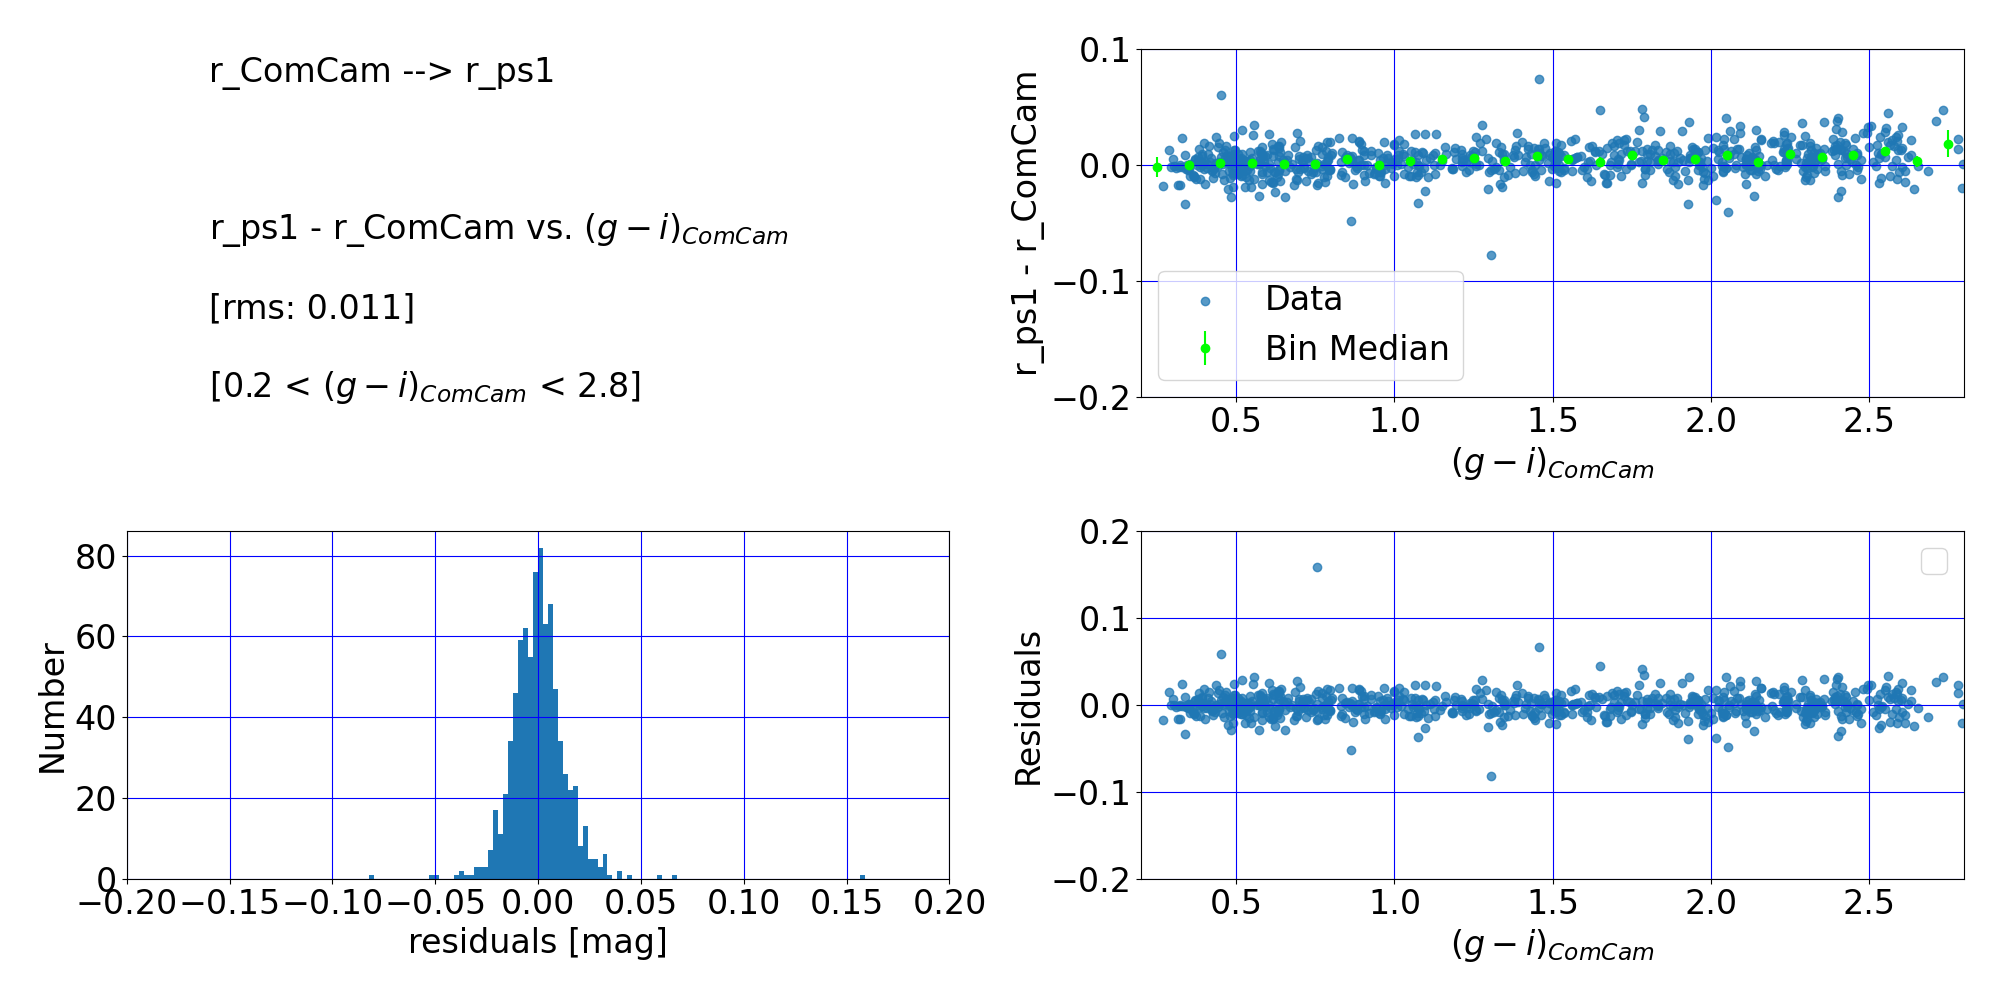 r_ComCam --> r_ps1
r_ps1 - r_ComCam vs. (g − i)ComCam
[rms: 0.011]
[0.2 < (g − i)ComCam < 2.8]
0.1
0.0
−0.1
−0.2
r_ps1 - r_ComCam
Data
Bin Median
0.5 1.0 1.5 2.0 2.5
(g − i)ComCam
80
60
40
20
0
Number
−0.20 −0.15 −0.10 −0.05 0.00 0.05 0.10 0.15 0.20
residuals [mag]
0.2
0.1
0.0
−0.1
−0.2
Residuals
0.5 1.0 1.5 2.0 2.5
(g − i)ComCam